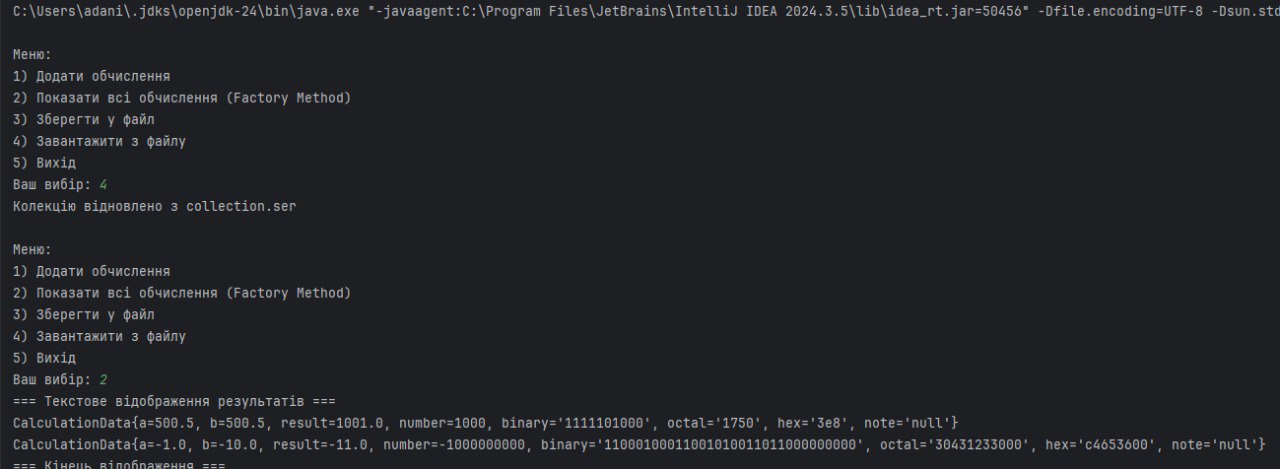 C:\Users\adani\.jdks\openjdk-24\bin\java.exe "-javaagent:C:\Program Files\JetBrains\IntelliJ IDEA 2024.3.5\lib\idea_rt.jar=50456" -Dfile.encoding=UTF-8 -Dsun.std
Меню:
1) Додати обчислення
2) Показати всі обчислення (Factory Method)
3) Зберегти у файл
4) Завантажити з файлу
5) Вихід
Ваш вибір: 4
Колекцію відновлено з collection.ser
Меню:
1) Додати обчислення
2) Показати всі обчислення (Factory Method)
3) Зберегти у файл
4) Завантажити з файлу
5) Вихід
Ваш вибір: 2
=== Текстове відображення результатів ===
CalculationData{a=500.5, b=500.5, result=1001.0, number=1000, binary='1111101000', octal='1750', hex='3e8', note='null'}
CalculationData{a=-1.0, b=-10.0, result=-11.0, number=-1000000000, binary='11000100011001010011011000000000', octal='30431233000', hex='c4653600', note='null'}
=== Кінець відображення ===